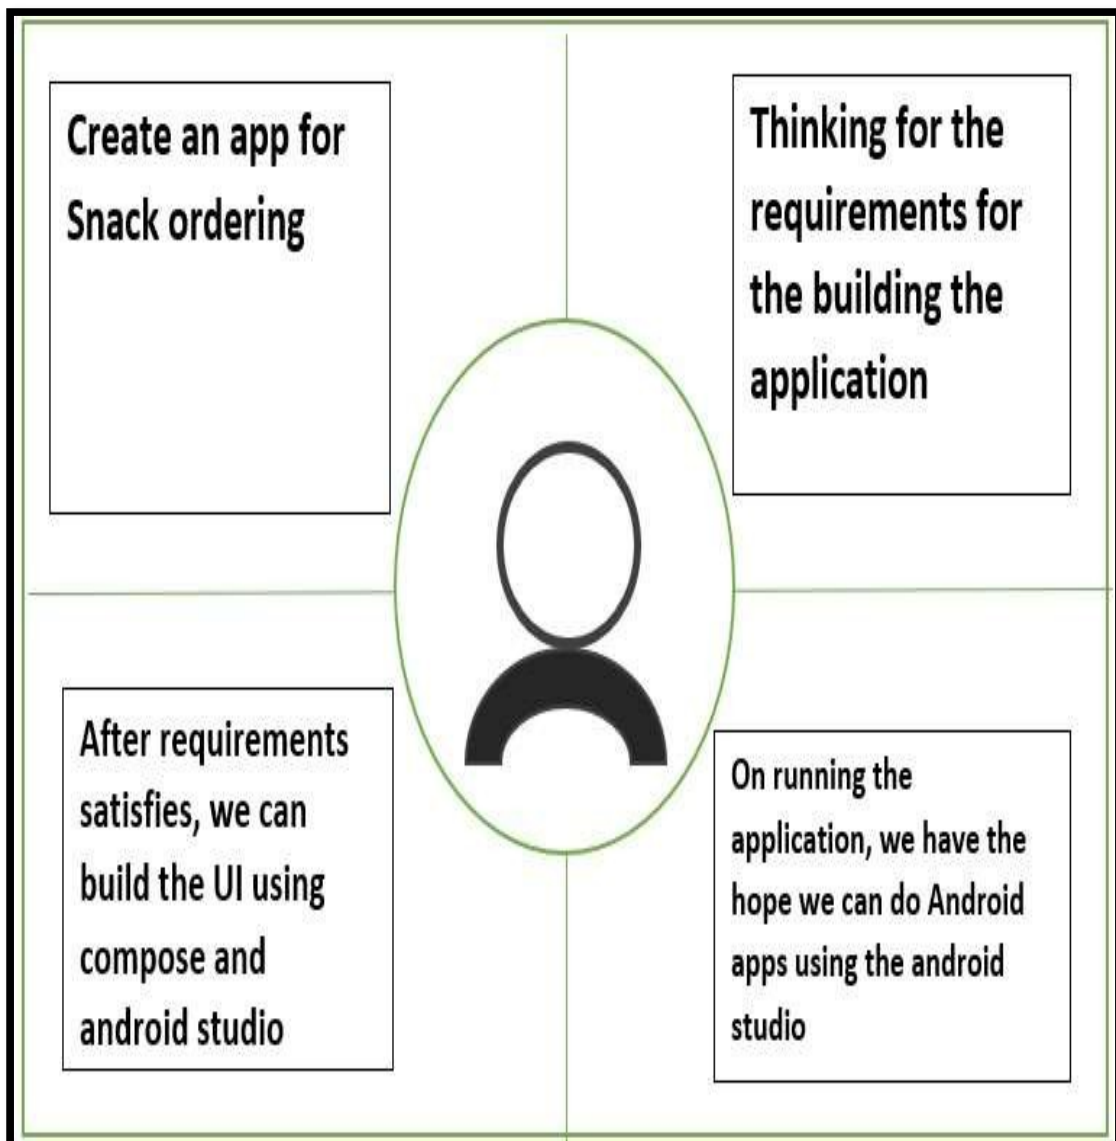 Create an app for
Snack ordering
Thinking for the
requirements for
the building the
application
After requirements
satisfies, we can
build the UI using
compose and
android studio
On running the
application, we have the
hope we can do Android
apps using the android
studio